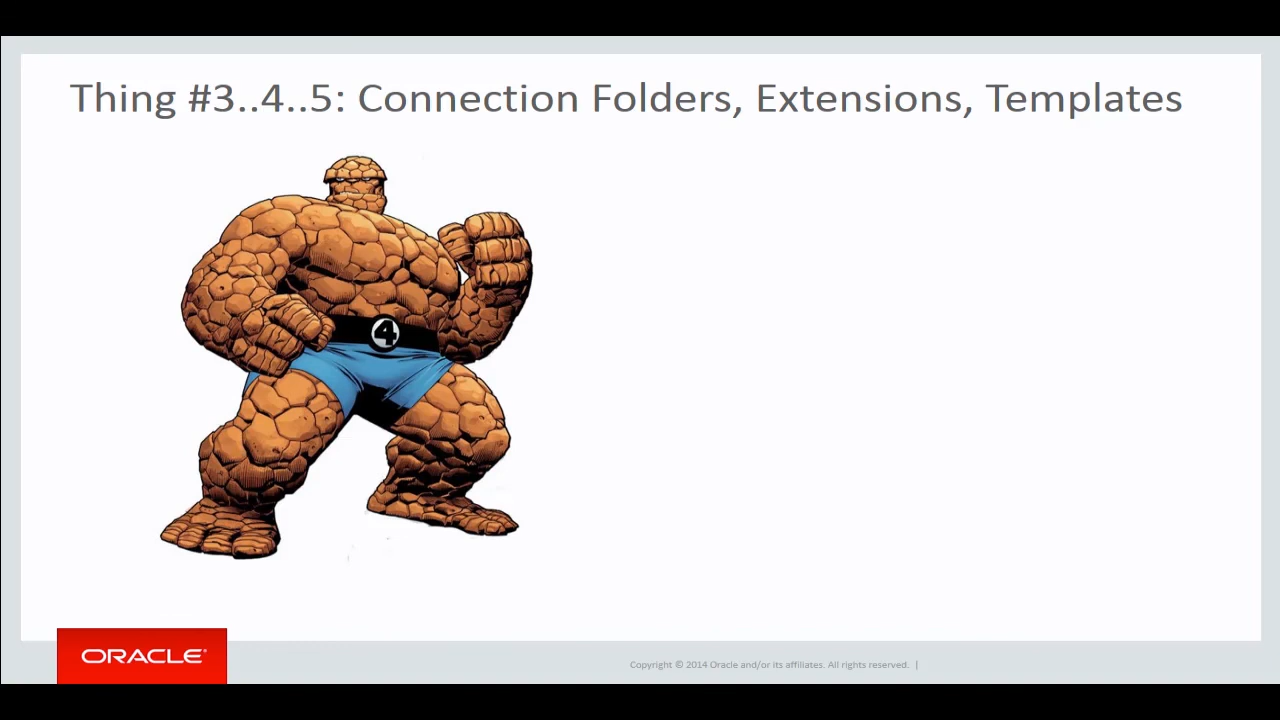 Thing #3..4..5: Connection Folders, Extensions, Templates
4
ORACLE®
Copyright © 2014 Oracle and/or its affiliates. All rights reserved. |